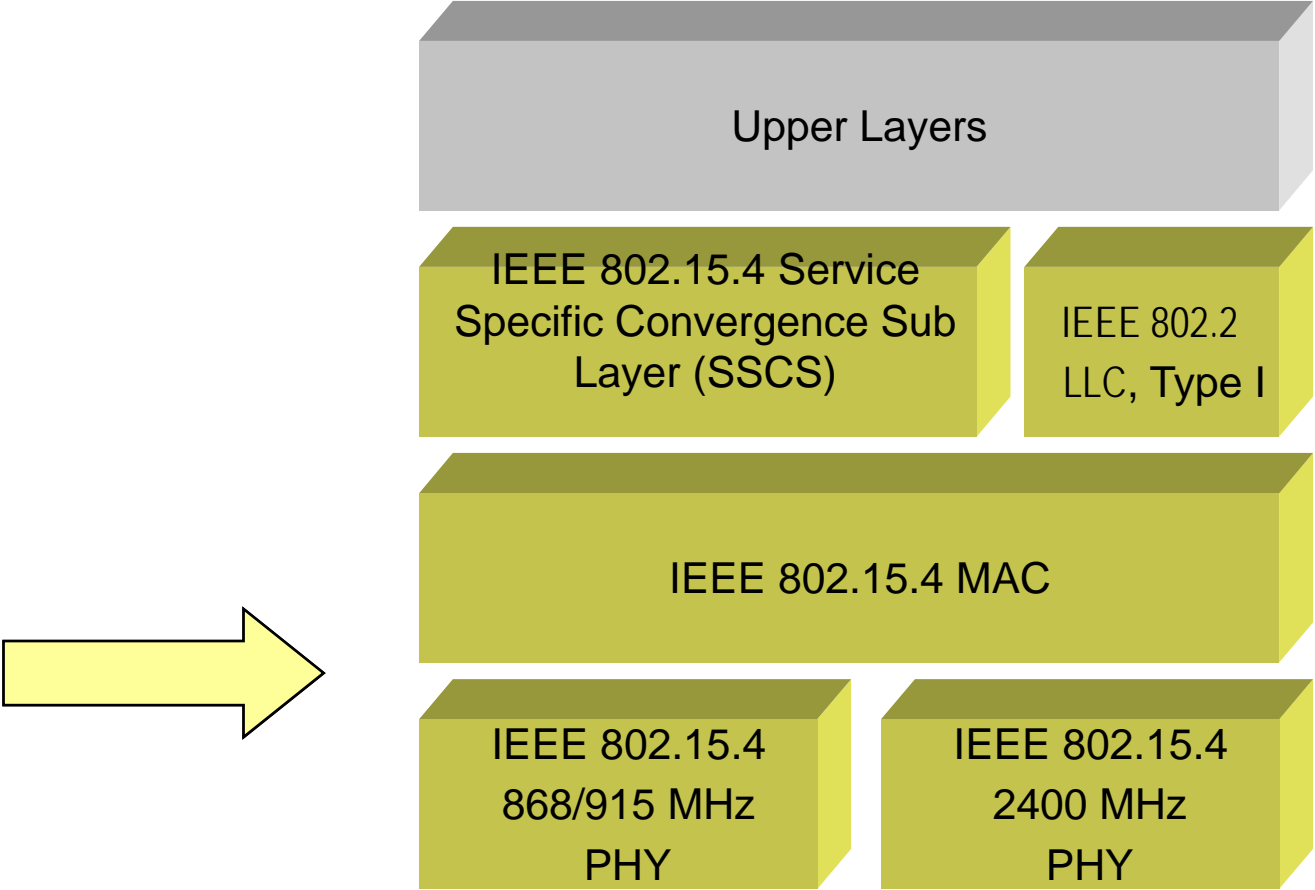 Upper Layers
IEEE 802.15.4 Service
Specific Convergence Sub
Layer (SSCS)
IEEE 802.2
LLC, Type I
IEEE 802.15.4 MAC
IEEE 802.15.4
868/915 MHz
PHY
IEEE 802.15.4
2400 MHz
PHY